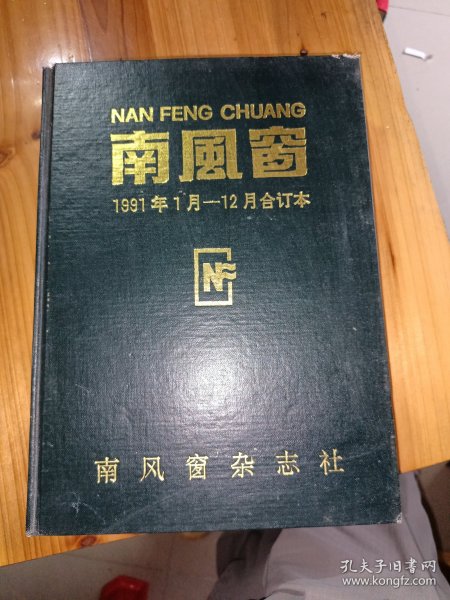 NAN FENG CHUANG
南風窗
1991年1月—12月合订本
NF
南风窗杂志社
孔夫子旧书网
www.kongfz.com